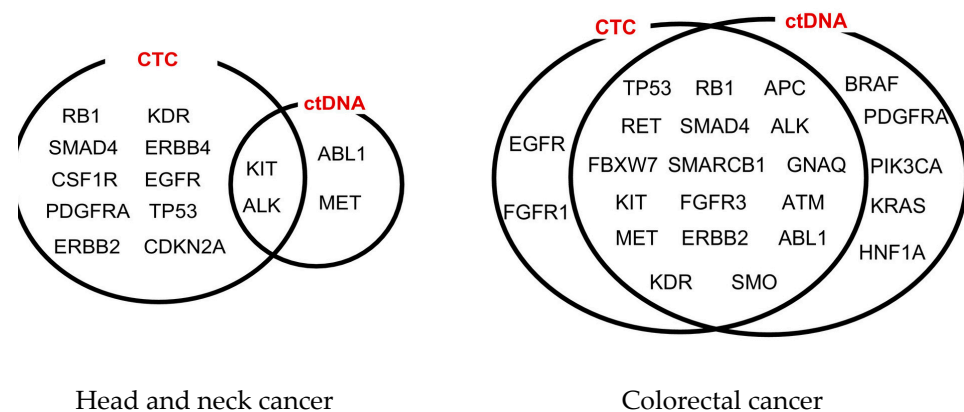 CTC
ctDNA
RB1 KDR
SMAD4 ERBB4
CSF1R EGFR
PDGFRA TP53
ERBB2 CDKN2A
KIT
ALK
ABL1
MET
Head and neck cancer
CTC
ctDNA
EGFR
FGFR1
TP53 RB1 APC
RET SMAD4 ALK
FBXW7 SMARCB1 GNAQ
KIT FGFR3 ATM
MET ERBB2 ABL1
KDR SMO
BRAF
PDGFRA
PIK3CA
KRAS
HNF1A
Colorectal cancer